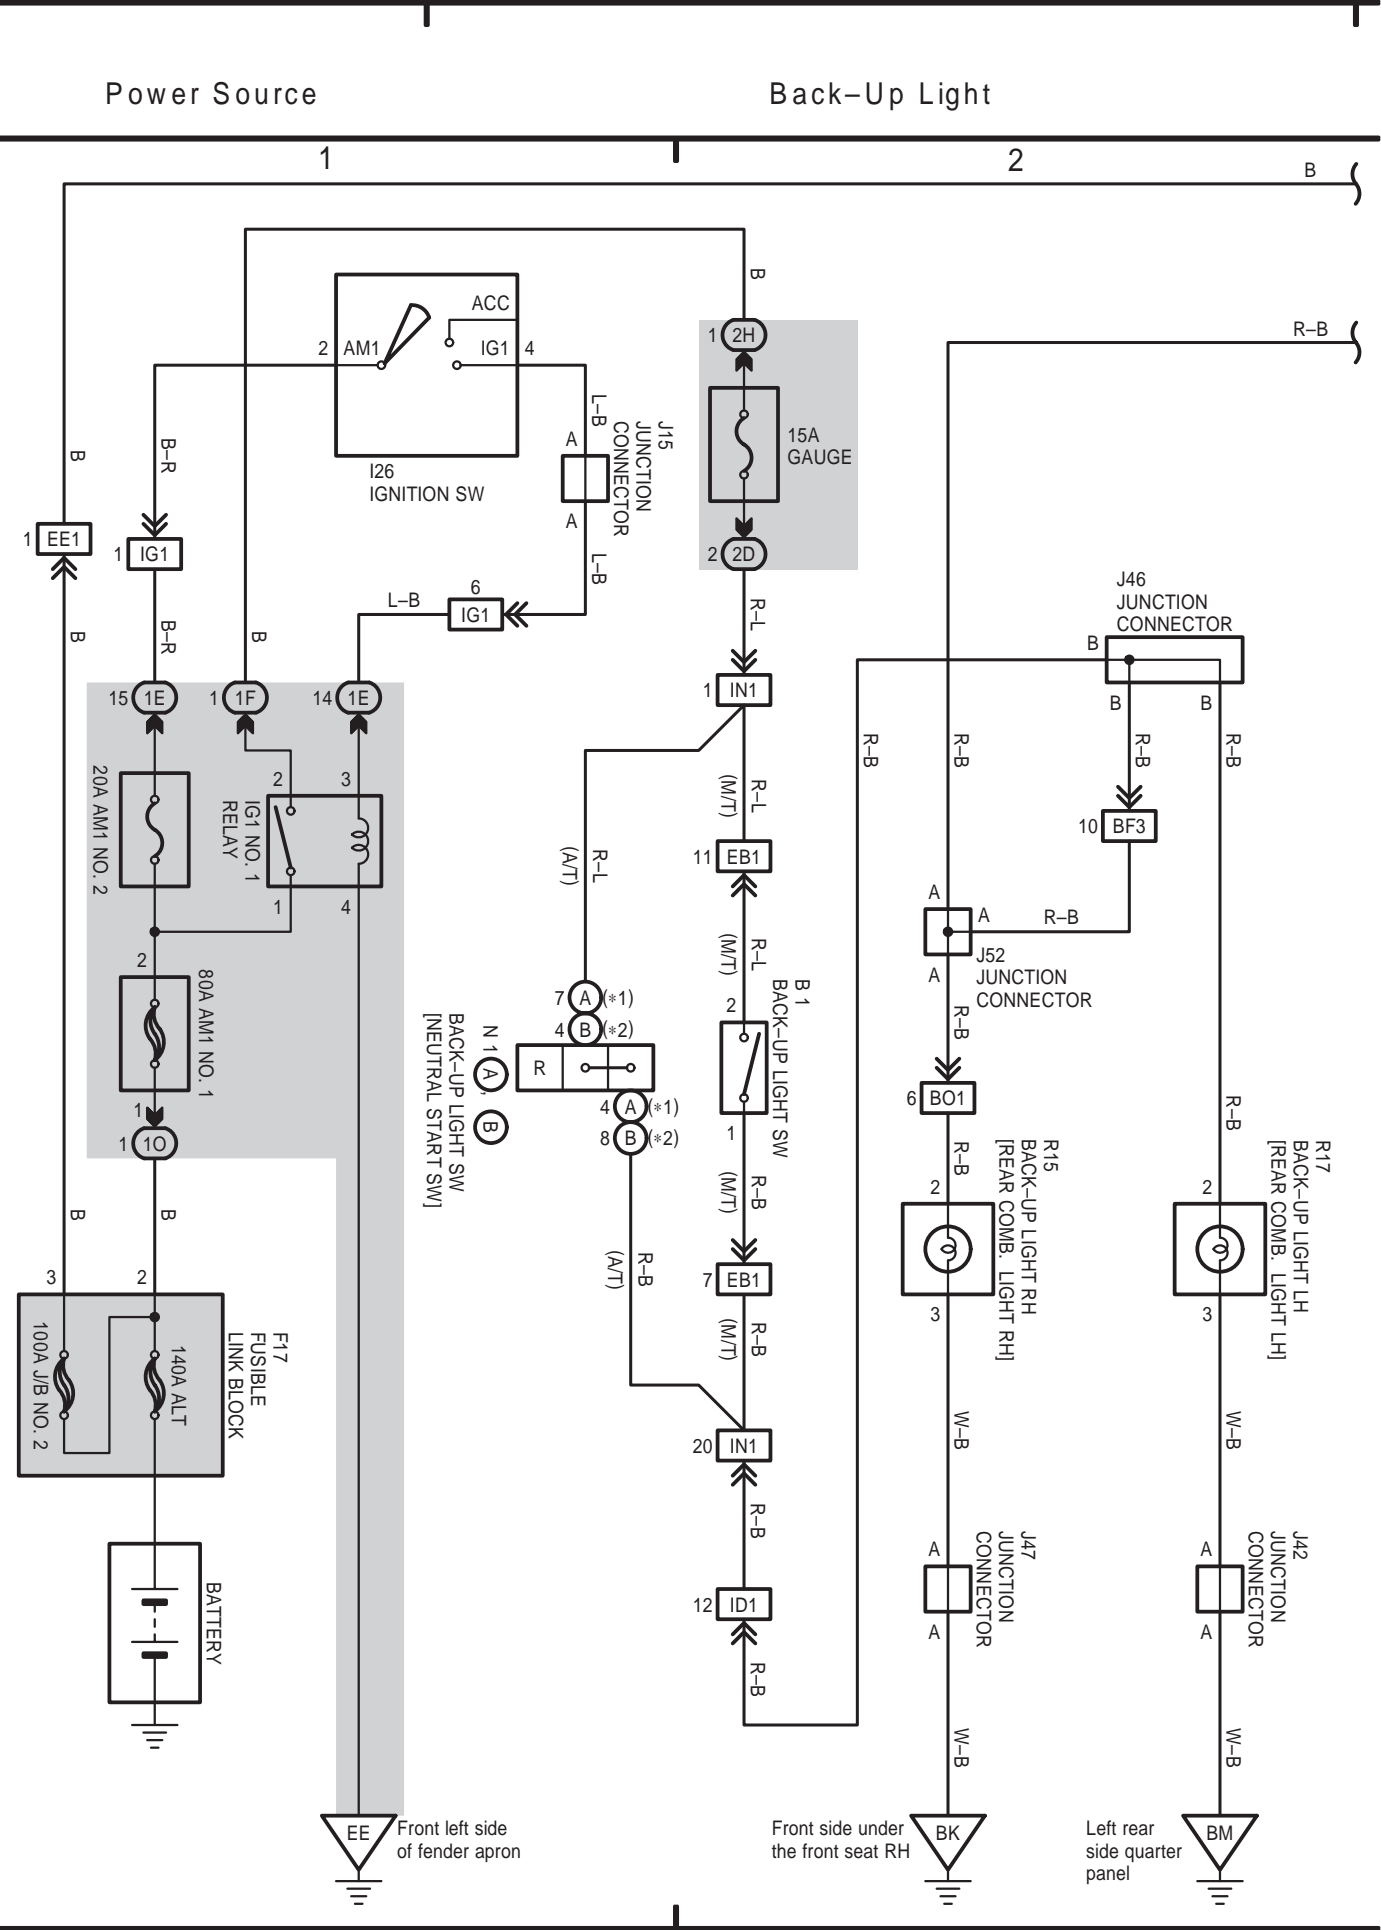 Power Source
Back–Up Light
1
2
B
R–B
B
ACC
2
AM1
IG1
4
I26
IGNITION SW
L–B
A
J15
JUNCTION
CONNECTOR
A
L–B
1
2H
15A
GAUGE
2
2D
B
B–R
1
EE1
1
IG1
L–B
6
IG1
B
B–R
B
15
1E
1
1F
14
1E
20A AM1 NO. 2
2
3
IG1 NO. 1
RELAY
1
4
2
80A AM1 NO. 1
1
1
1O
B
B
3
2
F17
FUSIBLE
LINK BLOCK
100A J/B NO. 2
140A ALT
BATTERY
EE
Front left side
of fender apron
R–L
1
IN1
R–L
(M/T)
R–L
(A/T)
11
EB1
R–L
(M/T)
7
A
(∗1)
4
B
(∗2)
R
4
A
(∗1)
8
B
(∗2)
N 1
A
,
B
BACK–UP LIGHT SW
[NEUTRAL START SW]
B 1
BACK–UP LIGHT SW
2
1
R–B
(M/T)
R–B
(A/T)
7
EB1
R–B
(M/T)
20
IN1
R–B
12
ID1
R–B
R–B
J46
JUNCTION
CONNECTOR
B
B
B
R–B
R–B
R–B
10
BF3
A
A
R–B
J52
JUNCTION
CONNECTOR
A
R–B
6
BO1
R–B
R–B
2
R15
BACK–UP LIGHT RH
[REAR COMB. LIGHT RH]
3
2
R17
BACK–UP LIGHT LH
[REAR COMB. LIGHT LH]
3
W–B
W–B
A
J47
JUNCTION
CONNECTOR
A
A
J42
JUNCTION
CONNECTOR
A
W–B
W–B
Front side under
the front seat RH
BK
Left rear
side quarter
panel
BM